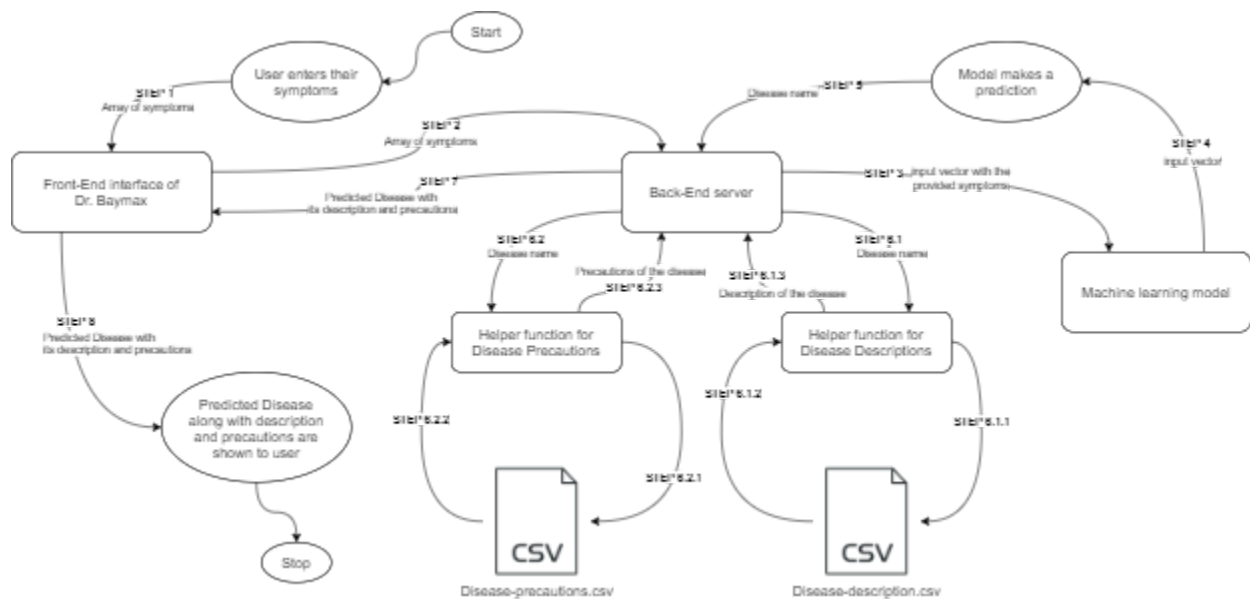 Start
User enters their
symptoms
Model makes a
prediction
STEP 1
Array of symptoms
STEP 2
Array of symptoms
STEP 5
Disease name
STEP 4
input vector
Front-End interface of
Dr. Baymax
STEP 7
Predicted Disease with
its description and precautions
Back-End server
STEP 3
input vector with the
provided symptoms
STEP 6.2
Disease name
STEP 6.1
Disease name
Precautions of the disease
STEP 6.2.3
STEP 6.1.3
Description of the disease
Machine learning model
STEP 8
Predicted Disease with
its description and precautions
Helper function for
Disease Precautions
Helper function for
Disease Descriptions
Predicted Disease
along with description
and precautions are
shown to user
STEP 6.2.2
STEP 6.2.1
STEP 6.1.2
STEP 6.1.1
Stop
CSV
CSV
Disease-precautions.csv
Disease-description.csv